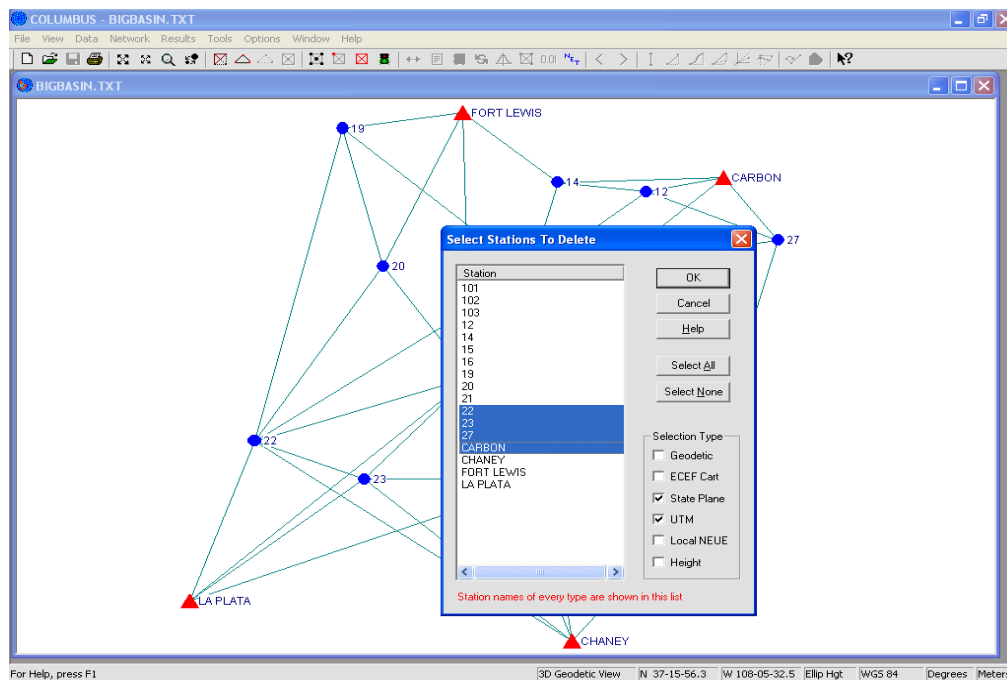 COLUMBUS - BIGBASIN.TXT
File View Data Network Results Tools Options Window Help
0.01 N E T
BIGBASIN.TXT
FORT LEWIS
19
14
CARBON
12
27
20
22
23
LA PLATA
CHANEY
Select Stations To Delete
Station
101
102
103
12
14
15
16
19
20
21
22
23
27
CARBON
CHANEY
FORT LEWIS
LA PLATA
OK
Cancel
Help
Select All
Select None
Selection Type
Geodetic
ECEF Cart
State Plane
UTM
Local NEUE
Height
Station names of every type are shown in this list
For Help, press F1
3D Geodetic View N 37-15-56.3 W 108-05-32.5 Ellip Hgt WGS 84 Degrees Meter